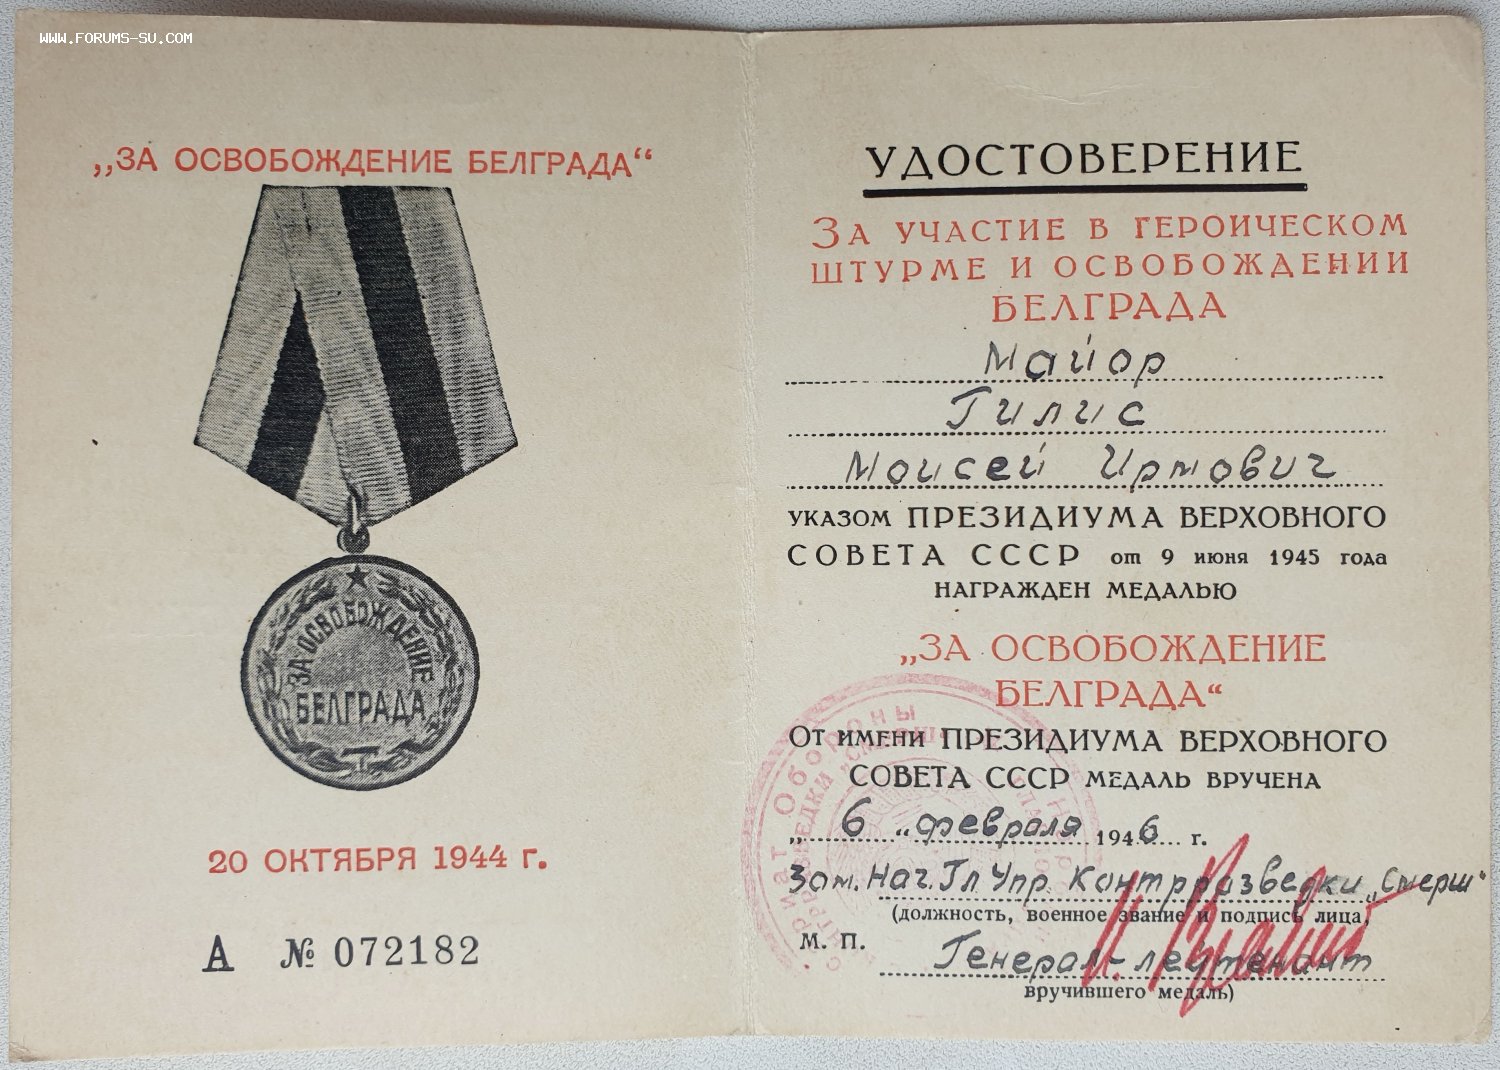 WWW.FORUMS-SU.COM
„ЗА ОСВОБОЖДЕНИЕ БЕЛГРАДА“
ЗА ОСВОБОЖДЕНИЕ
БЕЛГРАДА
20 ОКТЯБРЯ 1944 г.
А № 072182
УДОСТОВЕРЕНИЕ
ЗА УЧАСТИЕ В ГЕРОИЧЕСКОМ
ШТУРМЕ И ОСВОБОЖДЕНИИ
БЕЛГРАДА
Майор
Гилис
Моисей Ирмович
УКАЗОМ ПРЕЗИДИУМА ВЕРХОВНОГО
СОВЕТА СССР от 9 июня 1945 года
НАГРАЖДЕН МЕДАЛЬЮ
„ЗА ОСВОБОЖДЕНИЕ
БЕЛГРАДА“
ОТ ИМЕНИ ПРЕЗИДИУМА ВЕРХОВНОГО
СОВЕТА СССР МЕДАЛЬ ВРУЧЕНА
„ 6 „ февраля 1946 г.
Зам. Нач. Гл Упр Контрразведки „Смерш“
(должность, военное звание и подпись лица,
М. П.
Генерал-лейтенант
вручившего медаль)
Обороны
„СМЕРШ“